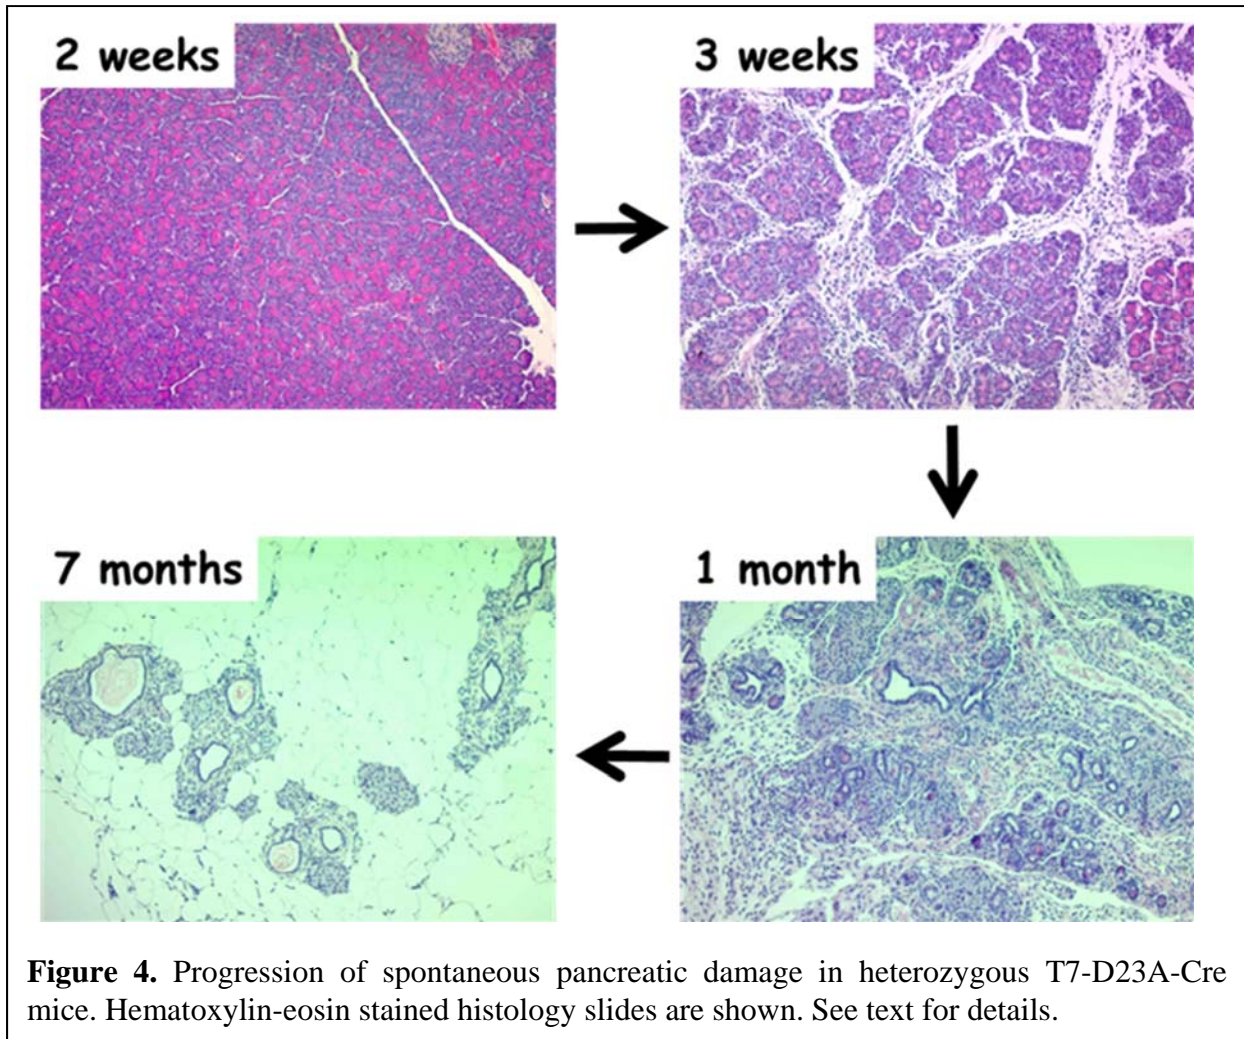 2 weeks
3 weeks
7 months
1 month
Figure 4. Progression of spontaneous pancreatic damage in heterozygous T7-D23A-Cre
mice. Hematoxylin-eosin stained histology slides are shown. See text for details.